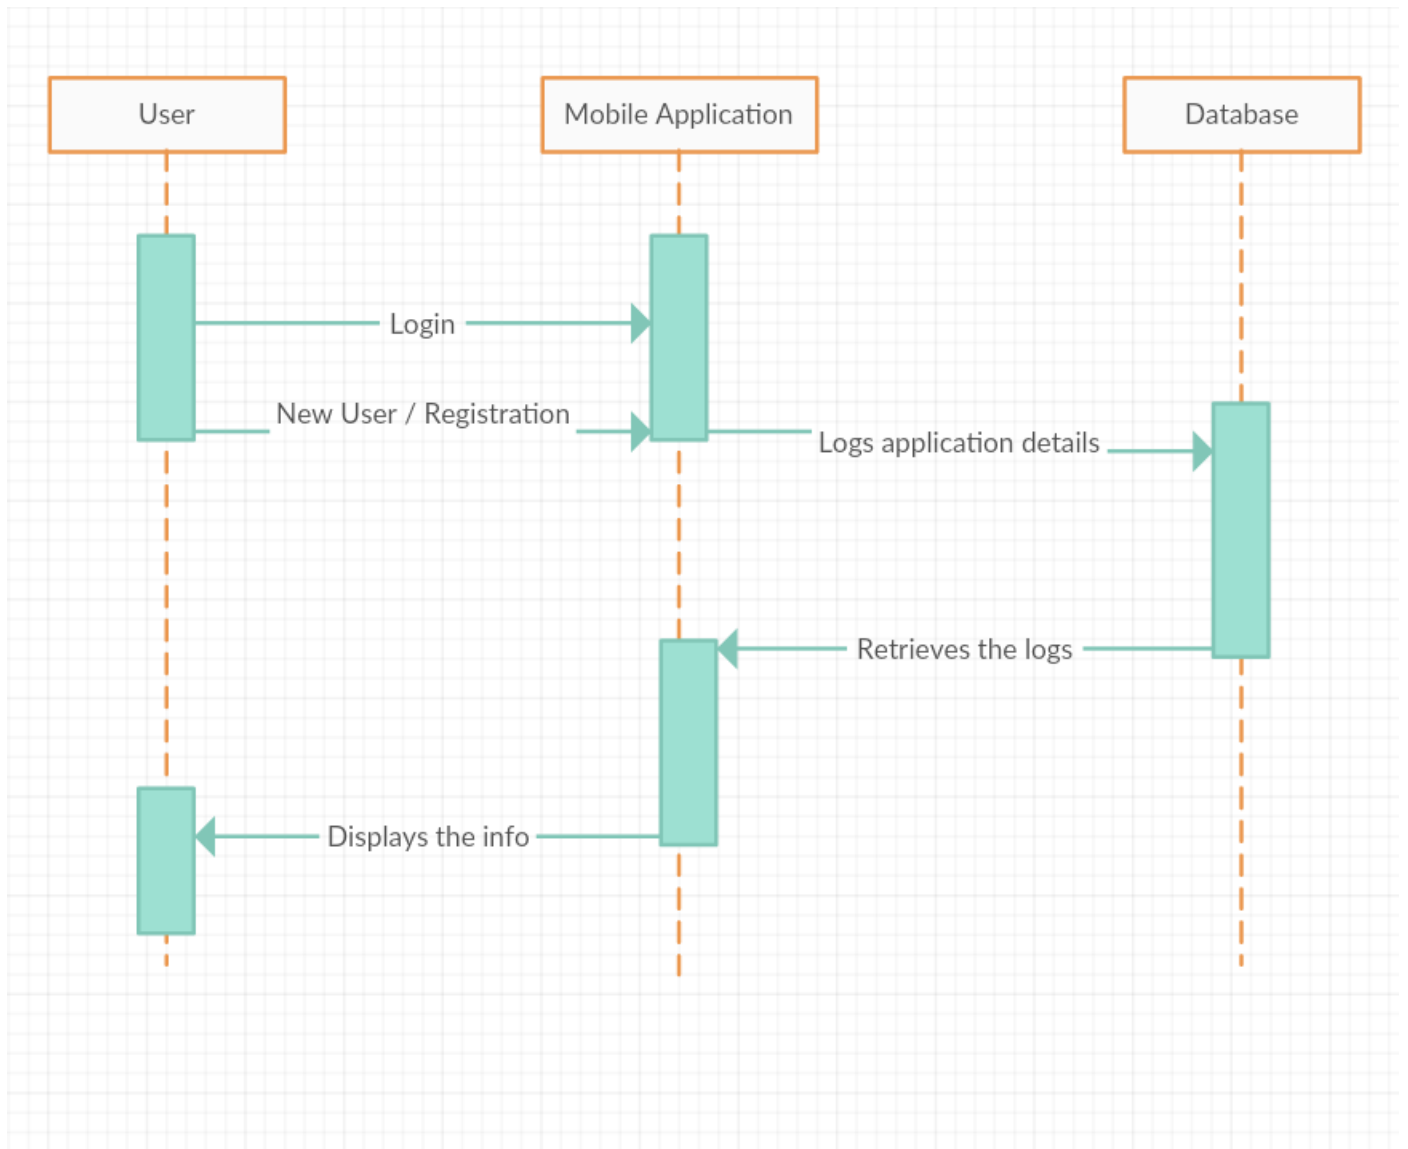 User
Mobile Application
Database
Login
New User / Registration
Logs application details
Retrieves the logs
Displays the info